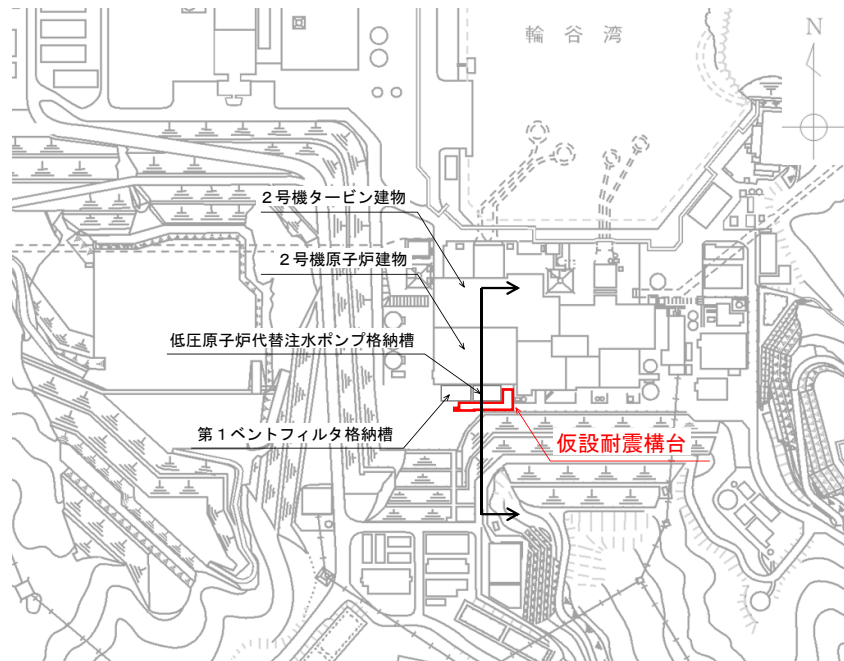 輪谷湾
N
２号機タービン建物
２号機原子炉建物
低圧原子炉代替注水ポンプ格納槽
第１ベントフィルタ格納槽
仮設耐震構台